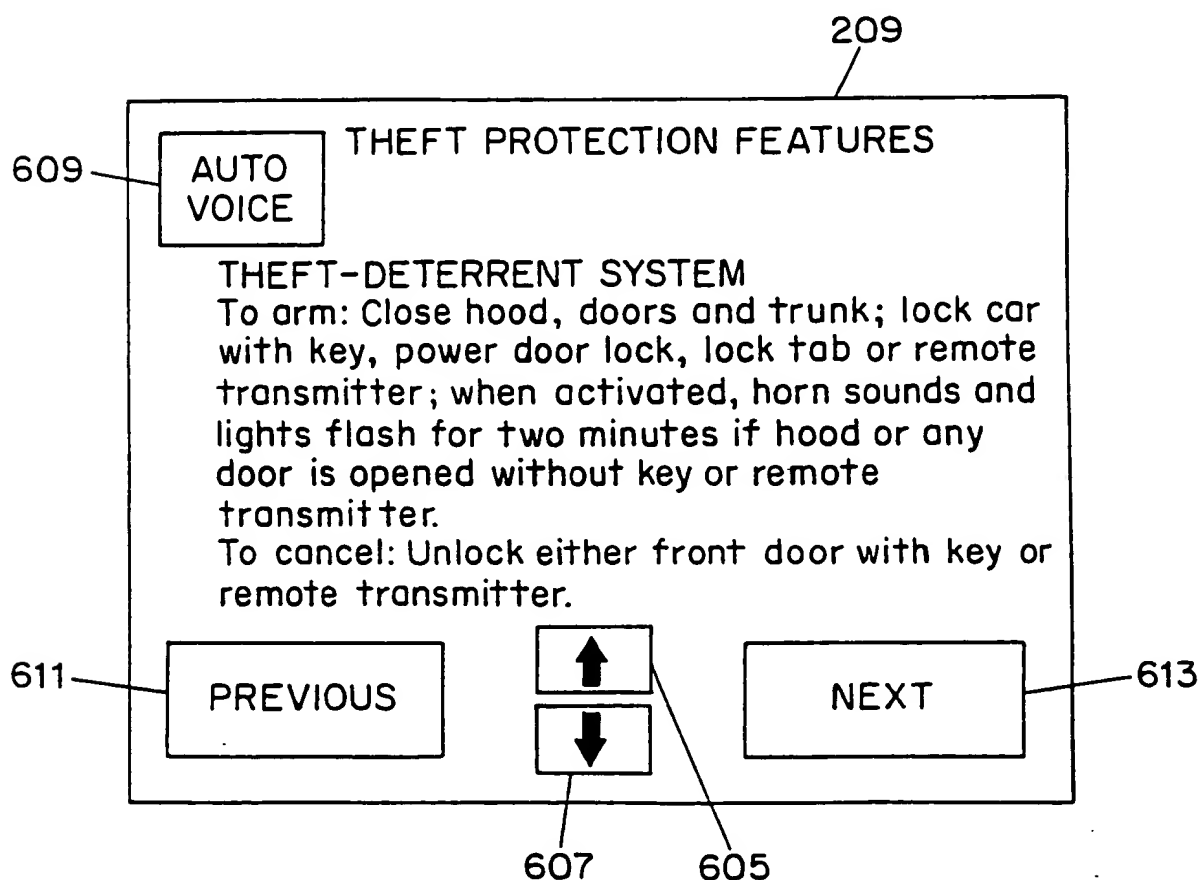 209
THEFT PROTECTION FEATURES
609
AUTO
VOICE
THEFT-DETERRENT SYSTEM
To arm: Close hood, doors and trunk; lock car
with key, power door lock, lock tab or remote
transmitter; when activated, horn sounds and
lights flash for two minutes if hood or any
door is opened without key or remote
transmitter.
To cancel: Unlock either front door with key or
remote transmitter.
611
PREVIOUS
NEXT
613
607
605